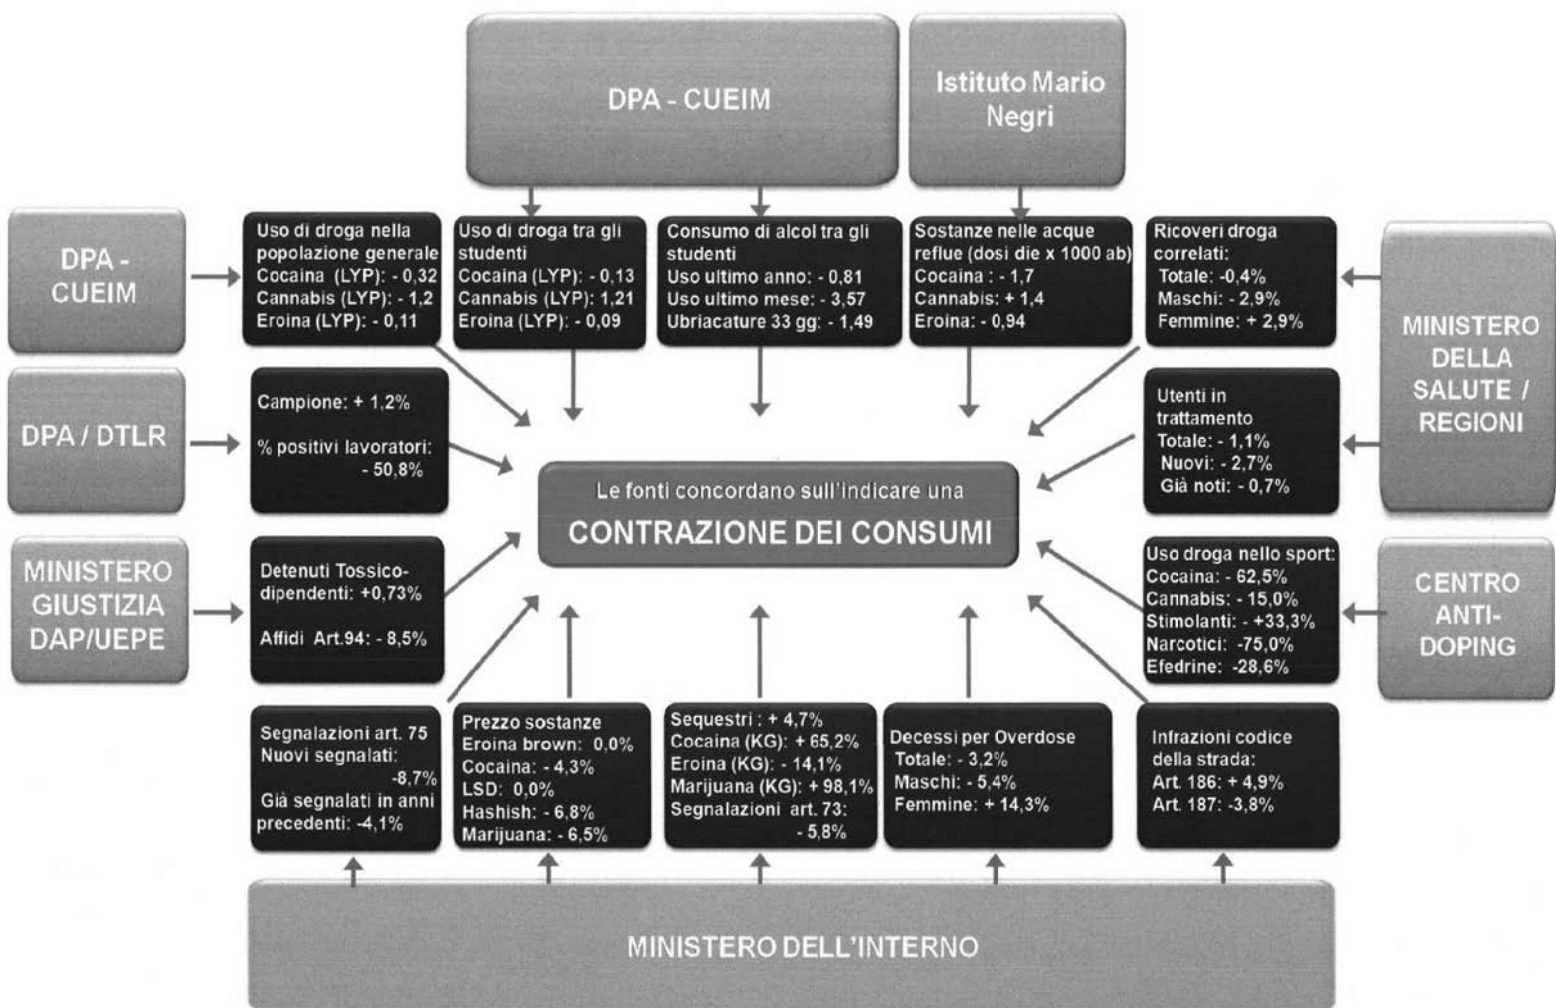 DPA - CUEIM
Istituto Mario
Negri
DPA -
CUEIM
Uso di droga nella
popolazione generale
Cocaina (LYP): - 0,32
Cannabis (LYP): - 1,2
Eroina (LYP): - 0,11
Uso di droga tra gli
studenti
Cocaina (LYP): - 0,13
Cannabis (LYP): 1,21
Eroina (LYP): - 0,09
Consumo di alcol tra gli
studenti
Uso ultimo anno: - 0,81
Uso ultimo mese: - 3,57
Ubriacature 33 gg: - 1,49
Sostanze nelle acque
reflue (dosi die x 1000 ab)
Cocaina: - 1,7
Cannabis: + 1,4
Eroina: - 0,94
Ricoveri droga
correlati:
Totale: -0,4%
Maschi: - 2,9%
Femmine: + 2,9%
MINISTERO
DELLA
SALUTE /
REGIONI
DPA / DTLR
Campione: + 1,2%
% positivi lavoratori:
- 50,8%
Utenti in
trattamento
Totale: - 1,1%
Nuovi: - 2,7%
Già noti: - 0,7%
Le fonti concordano sull'indicare una
CONTRAZIONE DEI CONSUMI
MINISTERO
GIUSTIZIA
DAP/UEPE
Detenuti Tossico-
dipendenti: +0,73%
Affidi Art.94: - 8,5%
Uso droga nello sport:
Cocaina: - 62,5%
Cannabis: - 15,0%
Stimolanti: - +33,3%
Narcotici: -75,0%
Efedrine: -28,6%
CENTRO
ANTI-
DOPING
Segnalazioni art. 75
Nuovi segnalati:
-8,7%
Già segnalati in anni
precedenti: -4,1%
Prezzo sostanze
Eroina brown: 0,0%
Cocaina: - 4,3%
LSD: 0,0%
Hashish: - 6,8%
Marijuana: - 6,5%
Sequestri : + 4,7%
Cocaina (KG): + 65,2%
Eroina (KG): - 14,1%
Marijuana (KG): + 98,1%
Segnalazioni art. 73:
- 5,8%
Decessi per Overdose
Totale: - 3,2%
Maschi: - 5,4%
Femmine: + 14,3%
Infrazioni codice
della strada:
Art. 186: + 4,9%
Art. 187: -3,8%
MINISTERO DELL'INTERNO